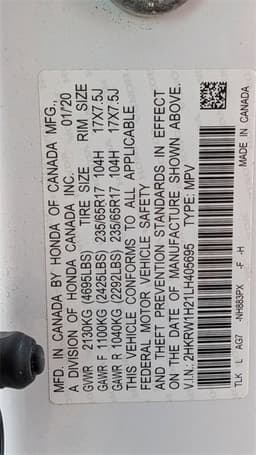 MFD. IN CANADA BY HONDA OF CANADA MFG.,
A DIVISION OF HONDA CANADA INC. 01/20
TIRE SIZE RIM SIZE
GVWR 2130KG (4695LBS)
GAWR F 1100KG (2425LBS) 235/65R17 104H 17X7.5J
GAWR R 1040KG (2292LBS) 235/65R17 104H 17X7.5J
THIS VEHICLE CONFORMS TO ALL APPLICABLE
FEDERAL MOTOR VEHICLE SAFETY
AND THEFT PREVENTION STANDARDS IN EFFECT
ON THE DATE OF MANUFACTURE SHOWN ABOVE.
V.I.N.: 2HKRW1H21LH405695 TYPE: MPV
TLK L AG7 -NH883PX -F -H MADE IN CANADA